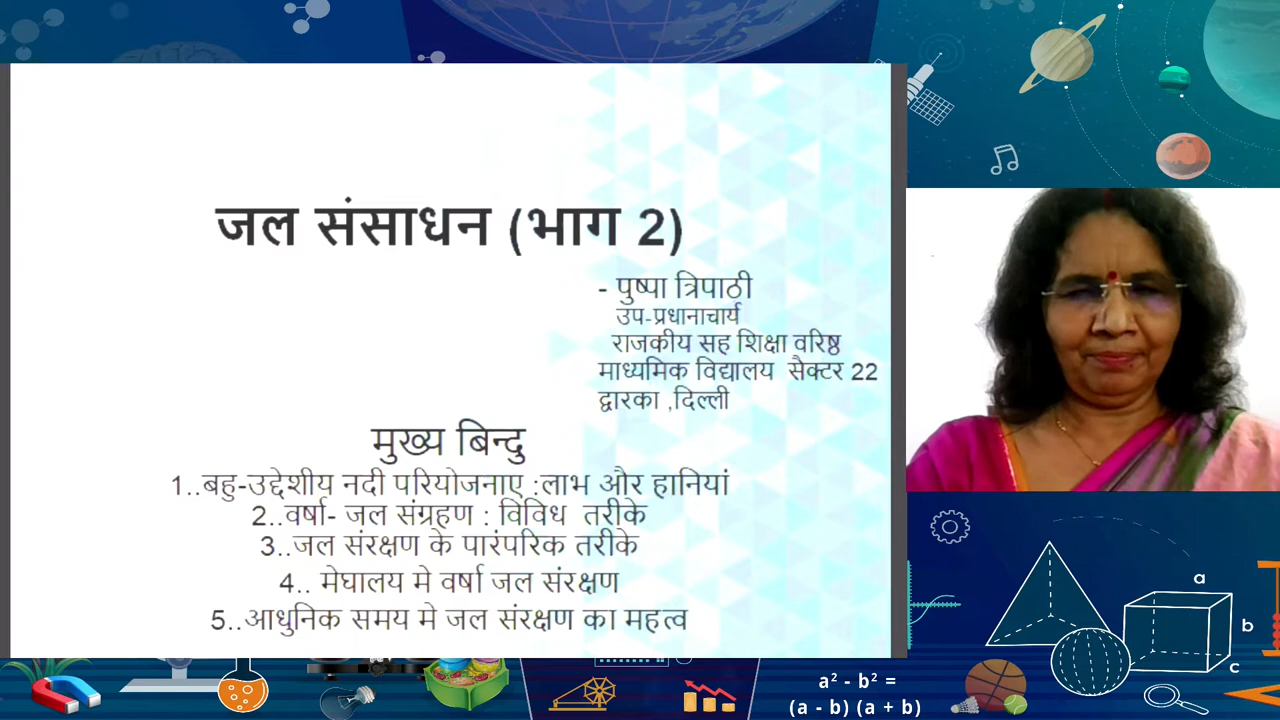 जल संसाधन (भाग 2)
- पुष्पा त्रिपाठी
उप-प्रधानाचार्य
राजकीय सह शिक्षा वरिष्ठ
माध्यमिक विद्यालय सैक्टर 22
द्वारका ,दिल्ली
मुख्य बिन्दु
1..बहु-उद्देशीय नदी परियोजनाए :लाभ और हानियां
2..वर्षा- जल संग्रहण : विविध तरीके
3..जल संरक्षण के पारंपरिक तरीके
4.. मेघालय मे वर्षा जल संरक्षण
5..आधुनिक समय मे जल संरक्षण का महत्व
a
b
c
a² - b² =
(a - b) (a + b)